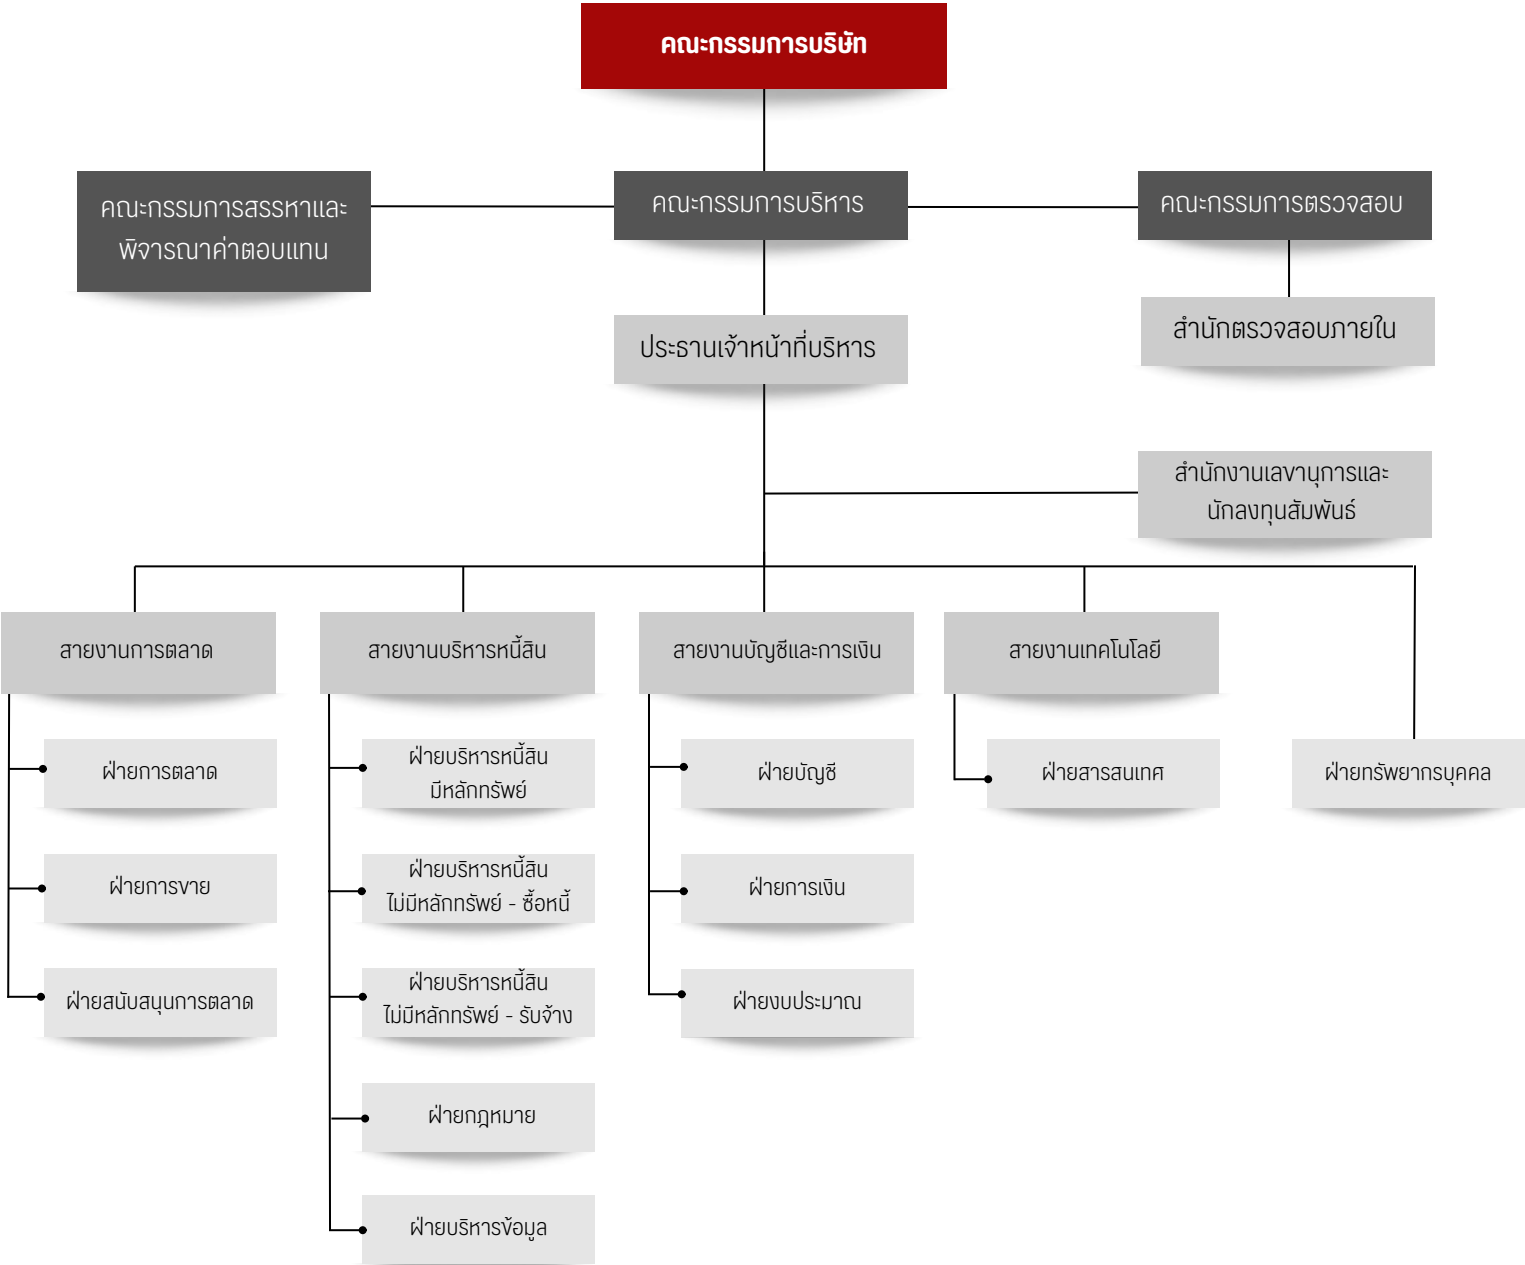 คณะกรรมการบริษัท
คณะกรรมการสรรหาและ
พิจารณาค่าตอบแทน
คณะกรรมการบริหาร
คณะกรรมการตรวจสอบ
สำนักตรวจสอบภายใน
ประธานเจ้าหน้าที่บริหาร
สำนักงานเลขานุการและ
นักลงทุนสัมพันธ์
สายงานการตลาด
ฝ่ายการตลาด
ฝ่ายการขาย
ฝ่ายสนับสนุนการตลาด
สายงานบริหารหนี้สิน
ฝ่ายบริหารหนี้สิน
มีหลักทรัพย์
ฝ่ายบริหารหนี้สิน
ไม่มีหลักทรัพย์ - ซื้อหนี้
ฝ่ายบริหารหนี้สิน
ไม่มีหลักทรัพย์ - รับจ้าง
ฝ่ายกฎหมาย
ฝ่ายบริหารข้อมูล
สายงานบัญชีและการเงิน
ฝ่ายบัญชี
ฝ่ายการเงิน
ฝ่ายงบประมาณ
สายงานเทคโนโลยี
ฝ่ายสารสนเทศ
ฝ่ายทรัพยากรบุคคล